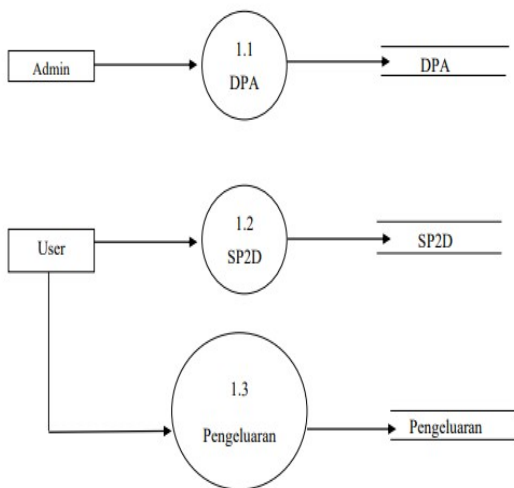 Admin
1.1
DPA
DPA
User
1.2
SP2D
SP2D
1.3
Pengeluaran
Pengeluaran